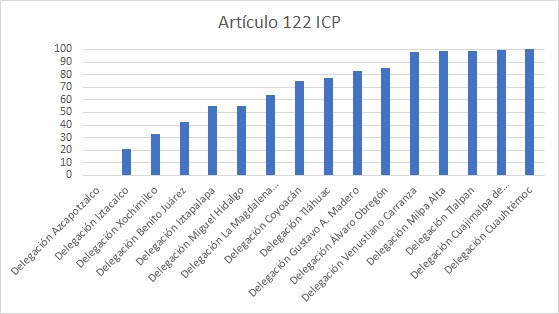 Artículo 122 ICP
100
90
80
70
60
50
40
30
20
10
0
Delegación Azcapotzalco
Delegación Iztacalco
Delegación Xochimilco
Delegación Benito Juárez
Delegación Iztapalapa
Delegación Miguel Hidalgo
Delegación La Magdalena...
Delegación Coyoacán
Delegación Tláhuac
Delegación Gustavo A. Madero
Delegación Álvaro Obregón
Delegación Venustiano Carranza
Delegación Milpa Alta
Delegación Tlalpan
Delegación Cuajimalpa de...
Delegación Cuauhtémoc